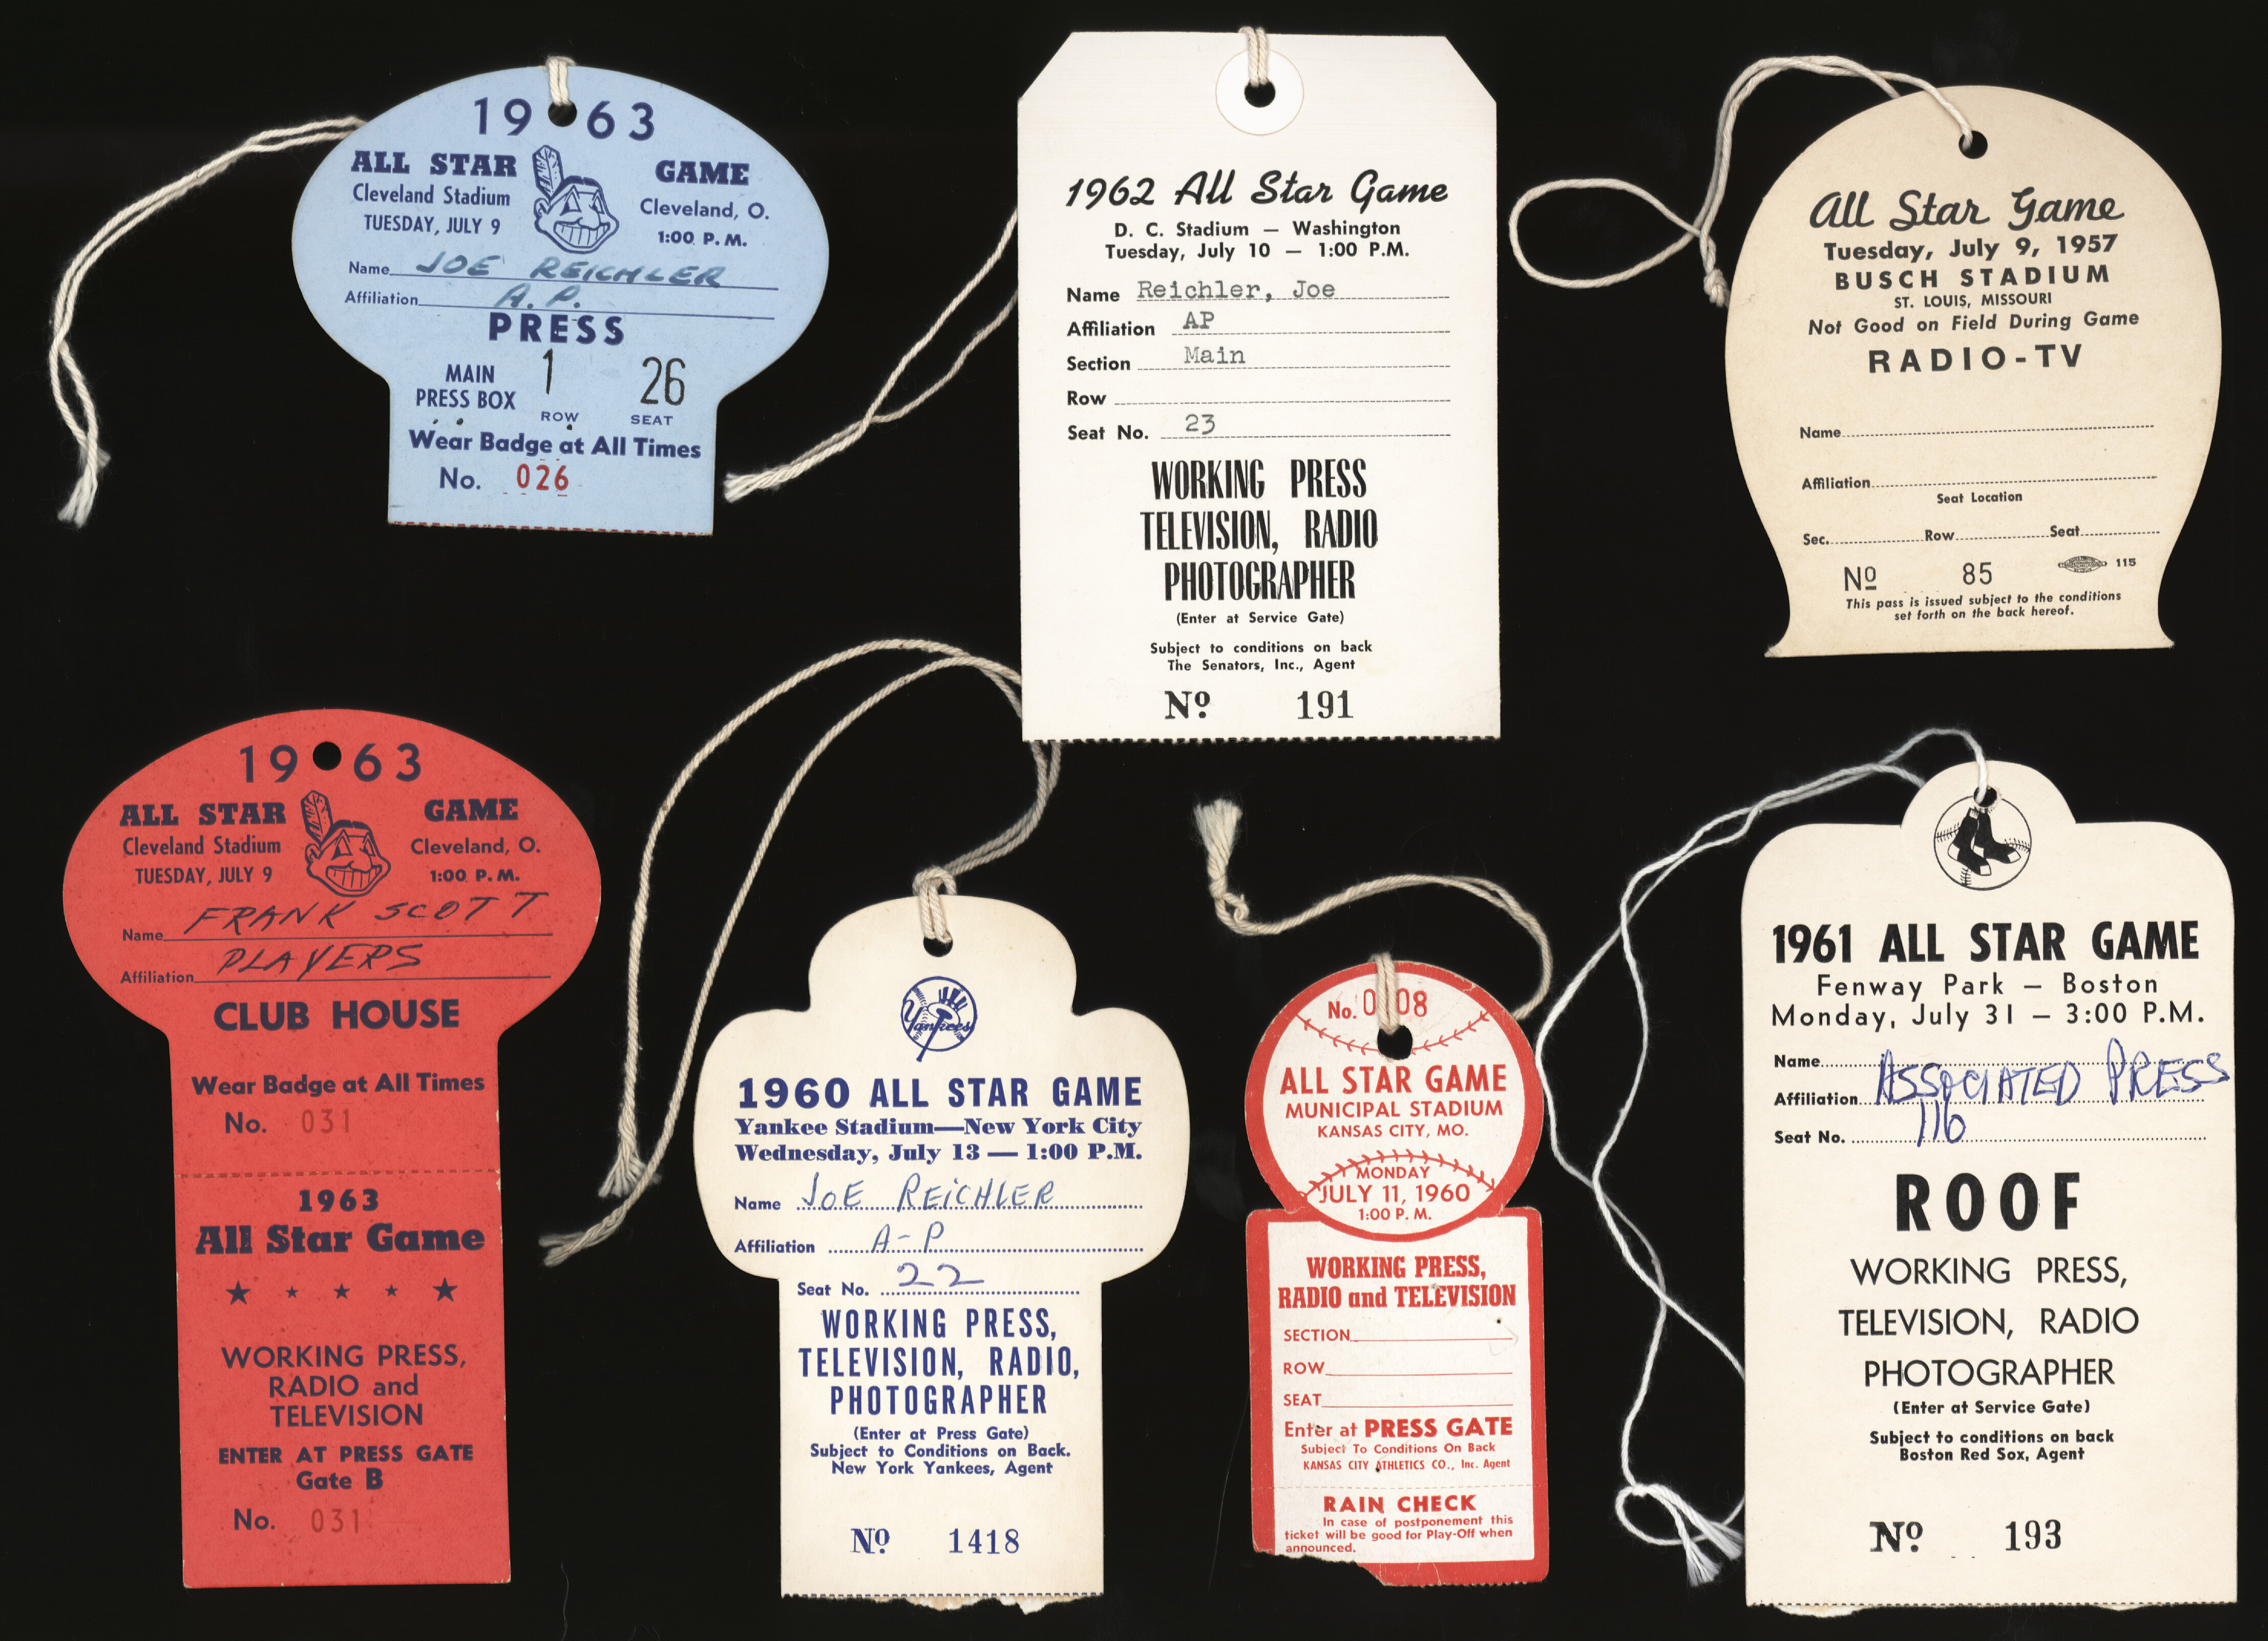 19 63
ALL STAR GAME
Cleveland Stadium Cleveland, O.
TUESDAY, JULY 9 1:00 P. M.
Name JOE REICHLER
Affiliation A. P.
PRESS
MAIN PRESS BOX 1 ROW 26 SEAT
Wear Badge at All Times
No. 026
1962 All Star Game
D. C. Stadium — Washington
Tuesday, July 10 — 1:00 P.M.
Name Reichler, Joe
Affiliation AP
Section Main
Row
Seat No. 23
WORKING PRESS
TELEVISION, RADIO
PHOTOGRAPHER
(Enter at Service Gate)
Subject to conditions on back
The Senators, Inc., Agent
Nº 191
All Star Game
Tuesday, July 9, 1957
BUSCH STADIUM
ST. LOUIS, MISSOURI
Not Good on Field During Game
RADIO-TV
Name
Affiliation
Seat Location
Sec. Row Seat
Nº 85 115
This pass is issued subject to the conditions
set forth on the back hereof.
19 63
ALL STAR GAME
Cleveland Stadium Cleveland, O.
TUESDAY, JULY 9 1:00 P. M.
Name FRANK SCOTT
Affiliation PLAYERS
CLUB HOUSE
Wear Badge at All Times
No. 031
1963
All Star Game
WORKING PRESS,
RADIO and
TELEVISION
ENTER AT PRESS GATE
Gate B
No. 031
Yankees
1960 ALL STAR GAME
Yankee Stadium—New York City
Wednesday, July 13 — 1:00 P.M.
Name JOE REICHLER
Affiliation A-P
Seat No. 22
WORKING PRESS,
TELEVISION, RADIO,
PHOTOGRAPHER
(Enter at Press Gate)
Subject to Conditions on Back.
New York Yankees, Agent
Nº 1418
No. 0 08
ALL STAR GAME
MUNICIPAL STADIUM
KANSAS CITY, MO.
MONDAY
JULY 11, 1960
1:00 P. M.
WORKING PRESS,
RADIO and TELEVISION
SECTION
ROW
SEAT
Enter at PRESS GATE
Subject To Conditions On Back
KANSAS CITY ATHLETICS CO., Inc. Agent
RAIN CHECK
In case of postponement this
ticket will be good for Play-Off when
announced.
1961 ALL STAR GAME
Fenway Park — Boston
Monday, July 31 — 3:00 P.M.
Name
Affiliation ASSOCIATED PRESS
Seat No. 116
ROOF
WORKING PRESS,
TELEVISION, RADIO
PHOTOGRAPHER
(Enter at Service Gate)
Subject to conditions on back
Boston Red Sox, Agent
Nº 193